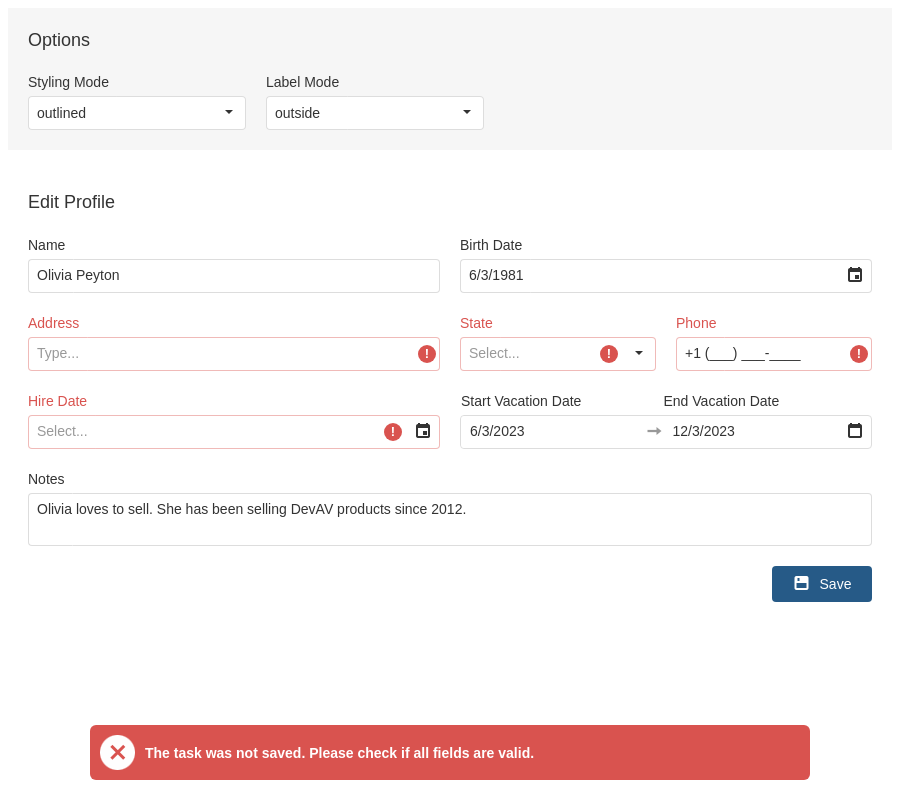 Options
Styling Mode Label Mode
outlined outside
Edit Profile
Name Birth Date
Olivia Peyton 6/3/1981
Address State Phone
Type... Select... +1 (___) ___-____
Hire Date Start Vacation Date End Vacation Date
Select... 6/3/2023 12/3/2023
Notes
Olivia loves to sell. She has been selling DevAV products since 2012.
Save
The task was not saved. Please check if all fields are valid.